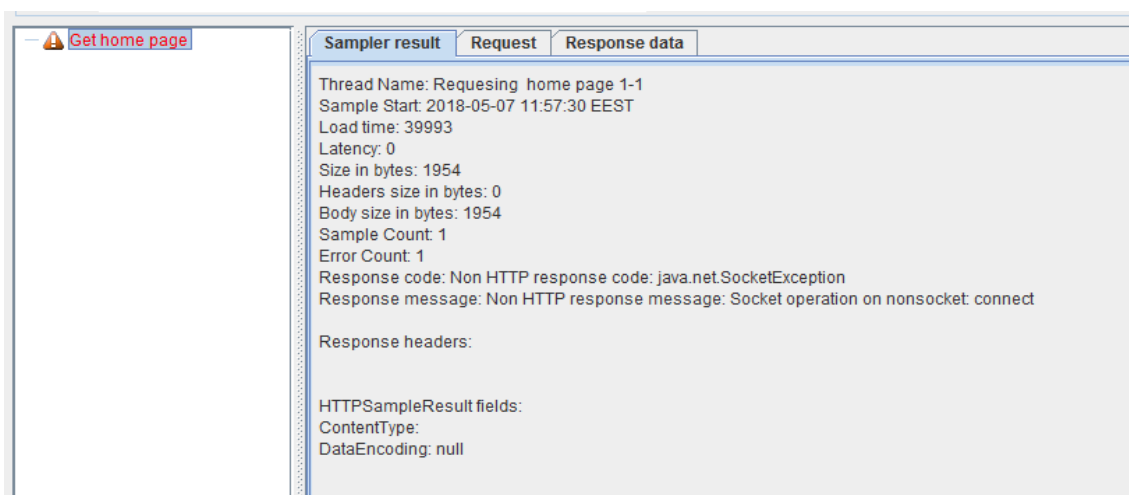 Get home page
Sampler result Request Response data
Thread Name: Requesing home page 1-1
Sample Start: 2018-05-07 11:57:30 EEST
Load time: 39993
Latency: 0
Size in bytes: 1954
Headers size in bytes: 0
Body size in bytes: 1954
Sample Count: 1
Error Count: 1
Response code: Non HTTP response code: java.net.SocketException
Response message: Non HTTP response message: Socket operation on nonsocket: connect
Response headers:
HTTPSampleResult fields:
ContentType:
DataEncoding: null